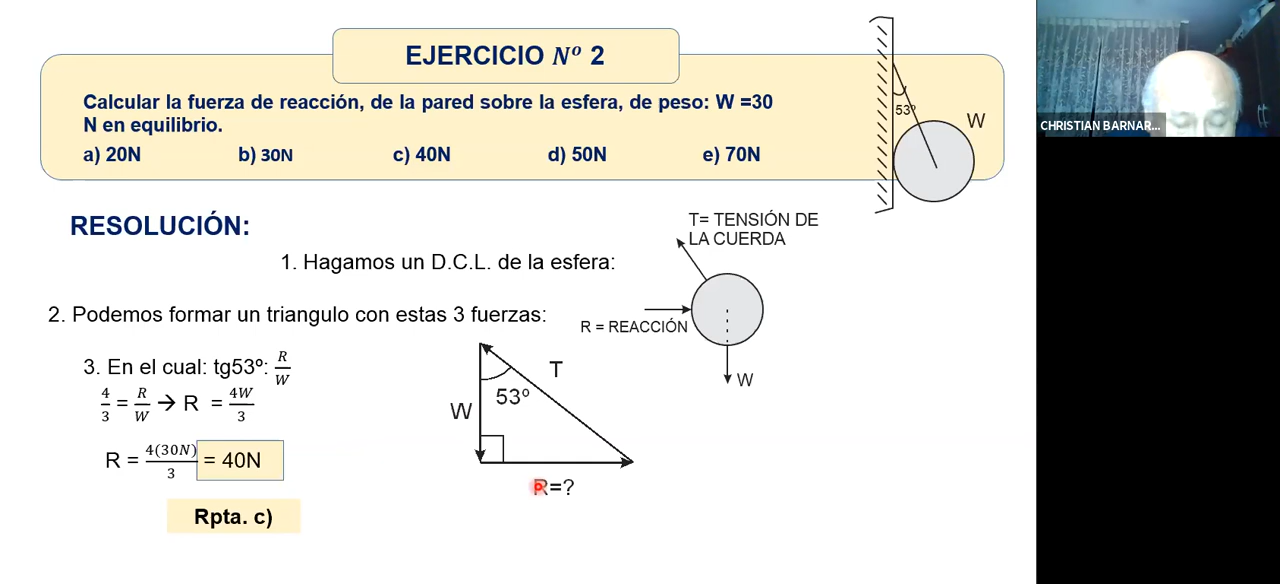 EJERCICIO Nº 2
Calcular la fuerza de reacción, de la pared sobre la esfera, de peso: W =30
N en equilibrio.
a) 20N b) 30N c) 40N d) 50N e) 70N
53º
W
CHRISTIAN BARNAR...
RESOLUCIÓN:
T= TENSIÓN DE
LA CUERDA
1. Hagamos un D.C.L. de la esfera:
2. Podemos formar un triangulo con estas 3 fuerzas:
R = REACCIÓN
3. En el cual: tg53º: R/W
4/3 = R/W → R = 4W/3
R = 4(30N)/3 = 40N
Rpta. c)
T
53º
W
R=?
W